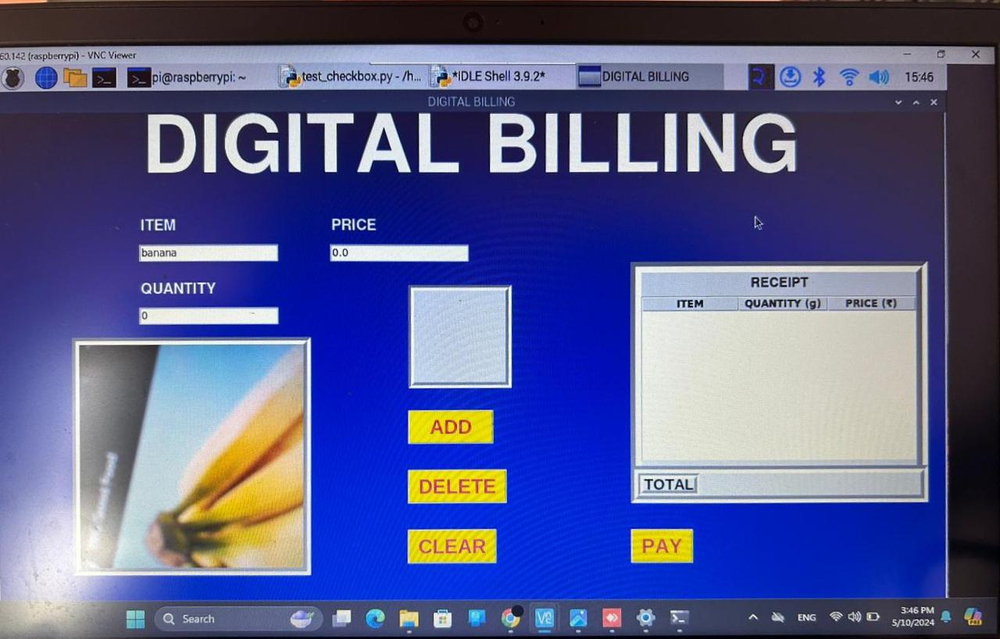 60.142 (raspberrypi) - VNC Viewer
pi@raspberrypi: ~
test_checkbox.py - /h...
*IDLE Shell 3.9.2*
DIGITAL BILLING
15:46
DIGITAL BILLING
DIGITAL BILLING
ITEM
PRICE
banana
0.0
QUANTITY
0
RECEIPT
ITEM QUANTITY (g) PRICE (₹)
ADD
DELETE
TOTAL
CLEAR
PAY
Search
ENG
3:46 PM
5/10/2024